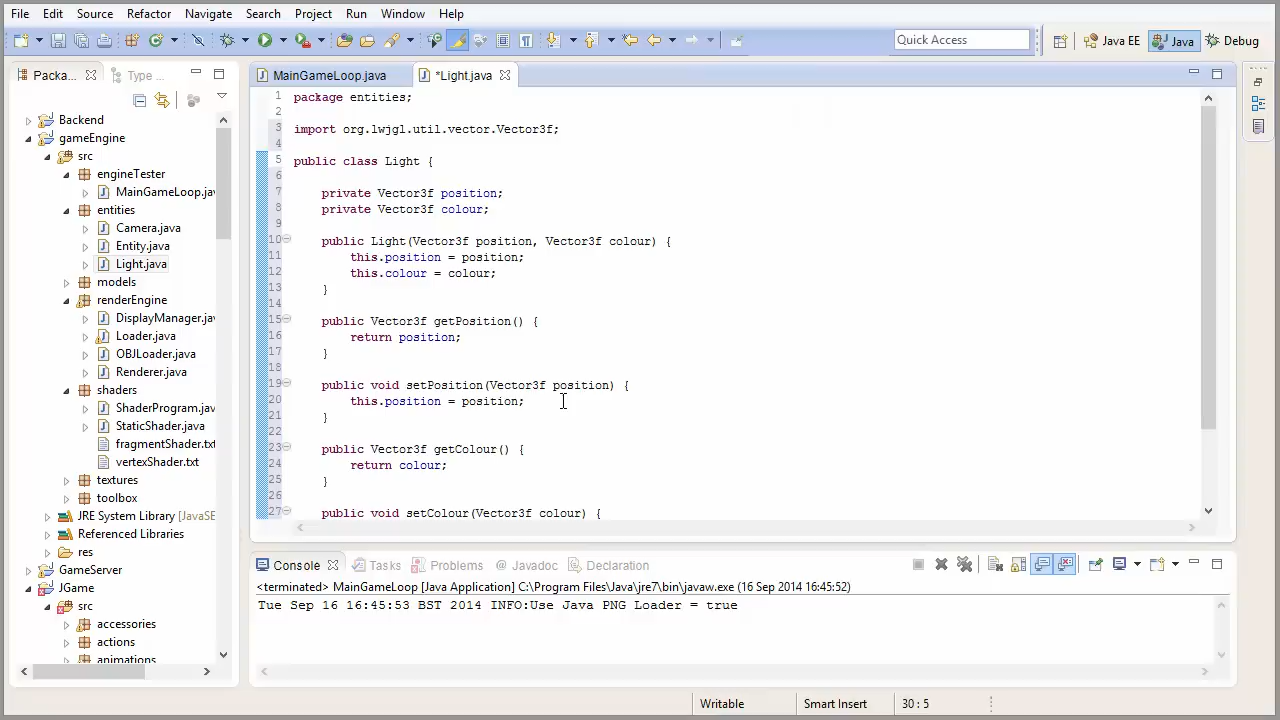 File Edit Source Refactor Navigate Search Project Run Window Help
Quick Access
Java EE
Java
Debug
Packa...
Type ...
Backend
gameEngine
src
engineTester
MainGameLoop.jav
entities
Camera.java
Entity.java
Light.java
models
renderEngine
DisplayManager.jav
Loader.java
OBJLoader.java
Renderer.java
shaders
ShaderProgram.jav
StaticShader.java
fragmentShader.txt
vertexShader.txt
textures
toolbox
JRE System Library [JavaSE
Referenced Libraries
res
GameServer
JGame
src
accessories
actions
animations
MainGameLoop.java
*Light.java
1 package entities;
2
3 import org.lwjgl.util.vector.Vector3f;
4
5 public class Light {
6
7 private Vector3f position;
8 private Vector3f colour;
9
10 public Light(Vector3f position, Vector3f colour) {
11 this.position = position;
12 this.colour = colour;
13 }
14
15 public Vector3f getPosition() {
16 return position;
17 }
18
19 public void setPosition(Vector3f position) {
20 this.position = position;
21 }
22
23 public Vector3f getColour() {
24 return colour;
25 }
26
27 public void setColour(Vector3f colour) {
Console
Tasks
Problems
Javadoc
Declaration
<terminated> MainGameLoop [Java Application] C:\Program Files\Java\jre7\bin\javaw.exe (16 Sep 2014 16:45:52)
Tue Sep 16 16:45:53 BST 2014 INFO:Use Java PNG Loader = true
Writable
Smart Insert
30 : 5